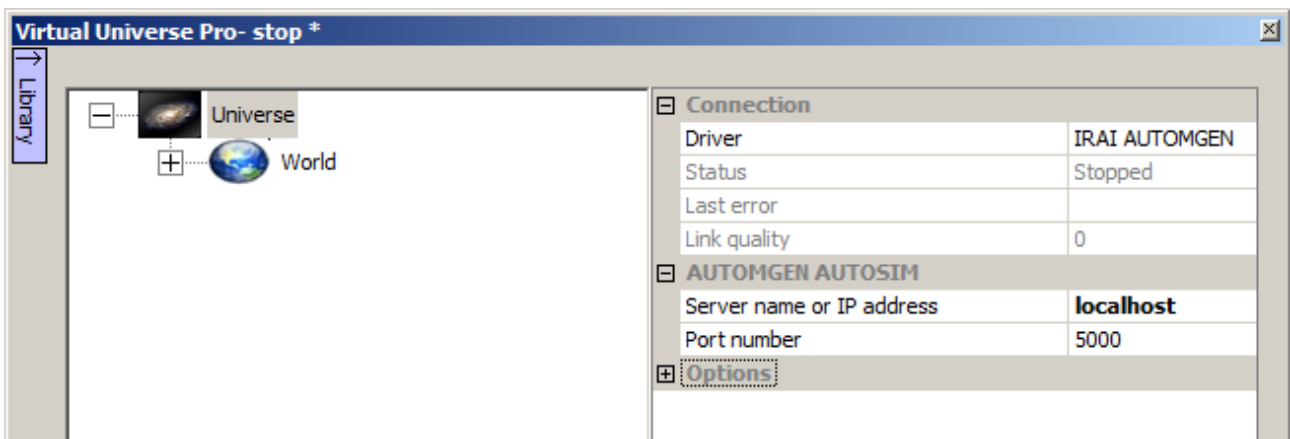 Virtual Universe Pro- stop *
Library
Universe
World
Connection
Driver IRAI AUTOMGEN
Status Stopped
Last error
Link quality 0
AUTOMGEN AUTOSIM
Server name or IP address localhost
Port number 5000
Options